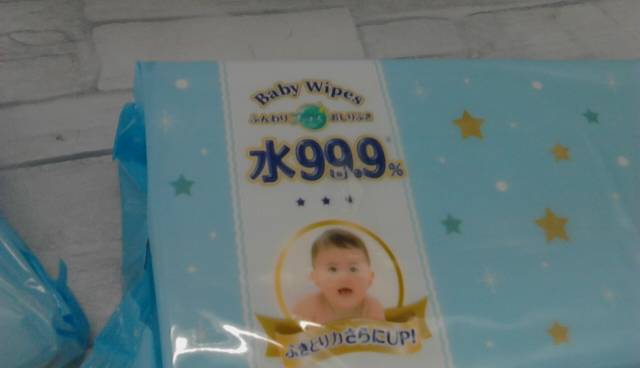 Baby Wipes
ふんわり おしりふき
水99.9%
ふきとり力さらにUP!